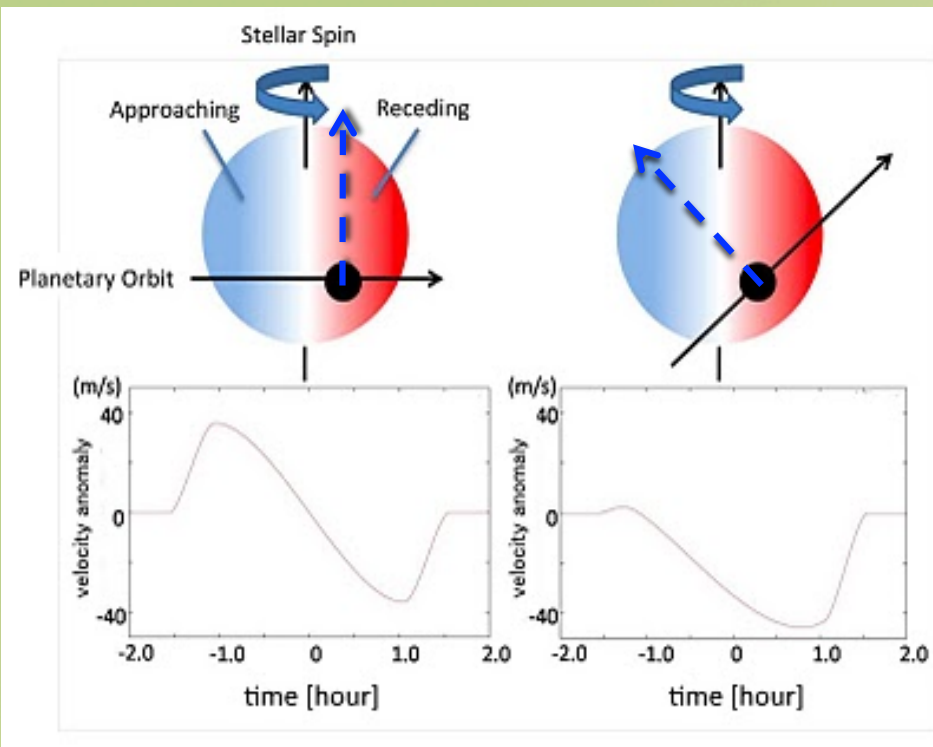 Stellar Spin
Approaching
Receding
Planetary Orbit
(m/s)
40
0
-40
velocity anomaly
-2.0 -1.0 0 1.0 2.0
time [hour]
(m/s)
40
0
-40
velocity anomaly
-2.0 -1.0 0 1.0 2.0
time [hour]